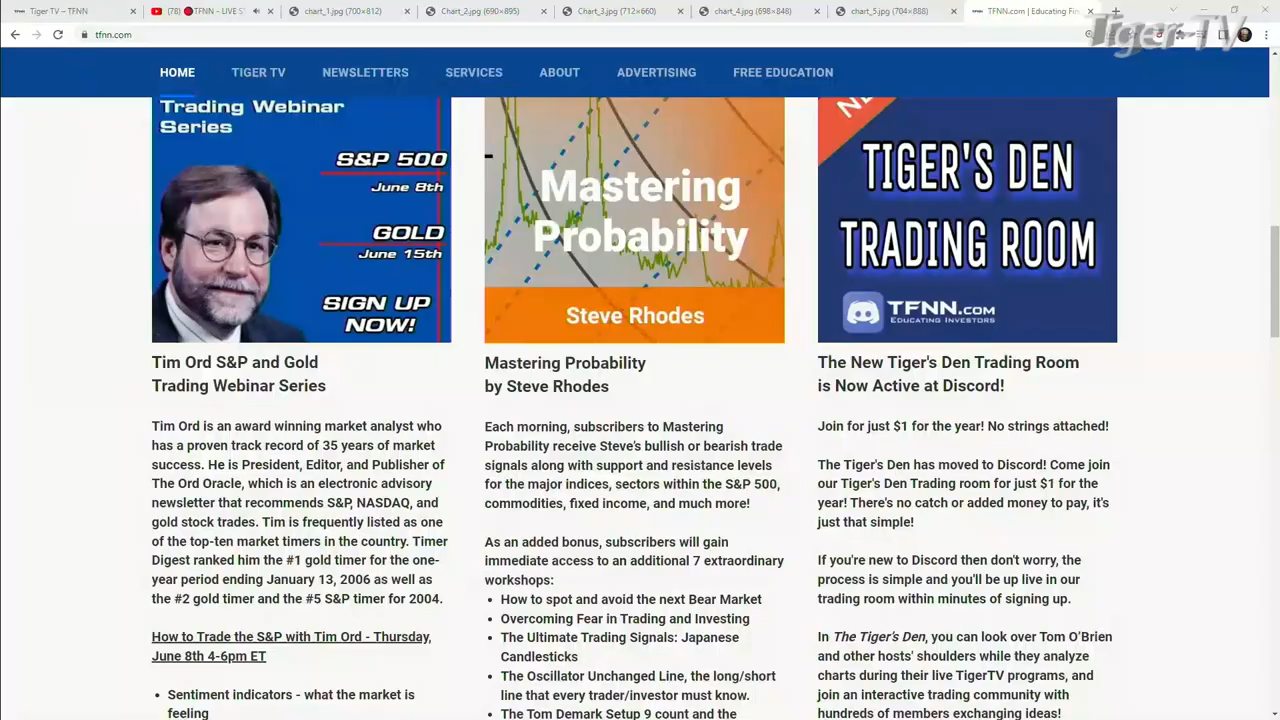 Tiger TV – TFNN
(78) 🔴TFNN - LIVE S
chart_1.jpg (700×812)
Chart_2.jpg (690×895)
Chart_3.jpg (712×660)
chart_4.jpg (698×848)
chart_5.jpg (704×888)
TFNN.com | Educating Fin
tfnn.com
Tiger TV
HOME
TIGER TV
NEWSLETTERS
SERVICES
ABOUT
ADVERTISING
FREE EDUCATION
Trading Webinar
Series
S&P 500
June 8th
GOLD
June 15th
SIGN UP
NOW!
Tim Ord S&P and Gold
Trading Webinar Series
Tim Ord is an award winning market analyst who
has a proven track record of 35 years of market
success. He is President, Editor, and Publisher of
The Ord Oracle, which is an electronic advisory
newsletter that recommends S&P, NASDAQ, and
gold stock trades. Tim is frequently listed as one
of the top-ten market timers in the country. Timer
Digest ranked him the #1 gold timer for the one-
year period ending January 13, 2006 as well as
the #2 gold timer and the #5 S&P timer for 2004.
How to Trade the S&P with Tim Ord - Thursday,
June 8th 4-6pm ET
• Sentiment indicators - what the market is
feeling
Mastering
Probability
Steve Rhodes
Mastering Probability
by Steve Rhodes
Each morning, subscribers to Mastering
Probability receive Steve's bullish or bearish trade
signals along with support and resistance levels
for the major indices, sectors within the S&P 500,
commodities, fixed income, and much more!
As an added bonus, subscribers will gain
immediate access to an additional 7 extraordinary
workshops:
• How to spot and avoid the next Bear Market
• Overcoming Fear in Trading and Investing
• The Ultimate Trading Signals: Japanese
Candlesticks
• The Oscillator Unchanged Line, the long/short
line that every trader/investor must know.
• The Tom Demark Setup 9 count and the
TIGER'S DEN
TRADING ROOM
TFNN.com
EDUCATING INVESTORS
The New Tiger's Den Trading Room
is Now Active at Discord!
Join for just $1 for the year! No strings attached!
The Tiger's Den has moved to Discord! Come join
our Tiger's Den Trading room for just $1 for the
year! There's no catch or added money to pay, it's
just that simple!
If you're new to Discord then don't worry, the
process is simple and you'll be up live in our
trading room within minutes of signing up.
In The Tiger's Den, you can look over Tom O'Brien
and other hosts' shoulders while they analyze
charts during their live TigerTV programs, and
join an interactive trading community with
hundreds of members exchanging ideas!